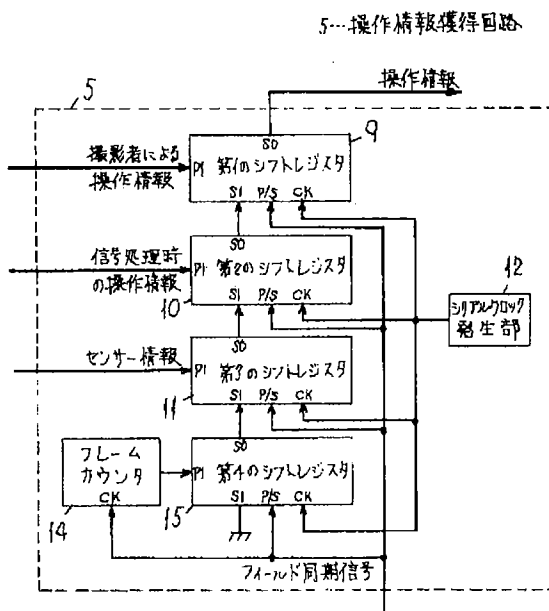 5…操作情報獲得回路
操作情報
5
SO
9
撮影者による
操作情報
PI 第1のシフトレジスタ
SI P/S CK
SO
信号処理時
の操作情報
PI 第2のシフトレジスタ
SI P/S CK
10
12
シリアルクロック
発生部
SO
センサー情報
PI 第3のシフトレジスタ
SI P/S CK
11
SO
フレーム
カウンタ
CK
14
PI 第4のシフトレジスタ
SI P/S CK
15
フィールド同期信号